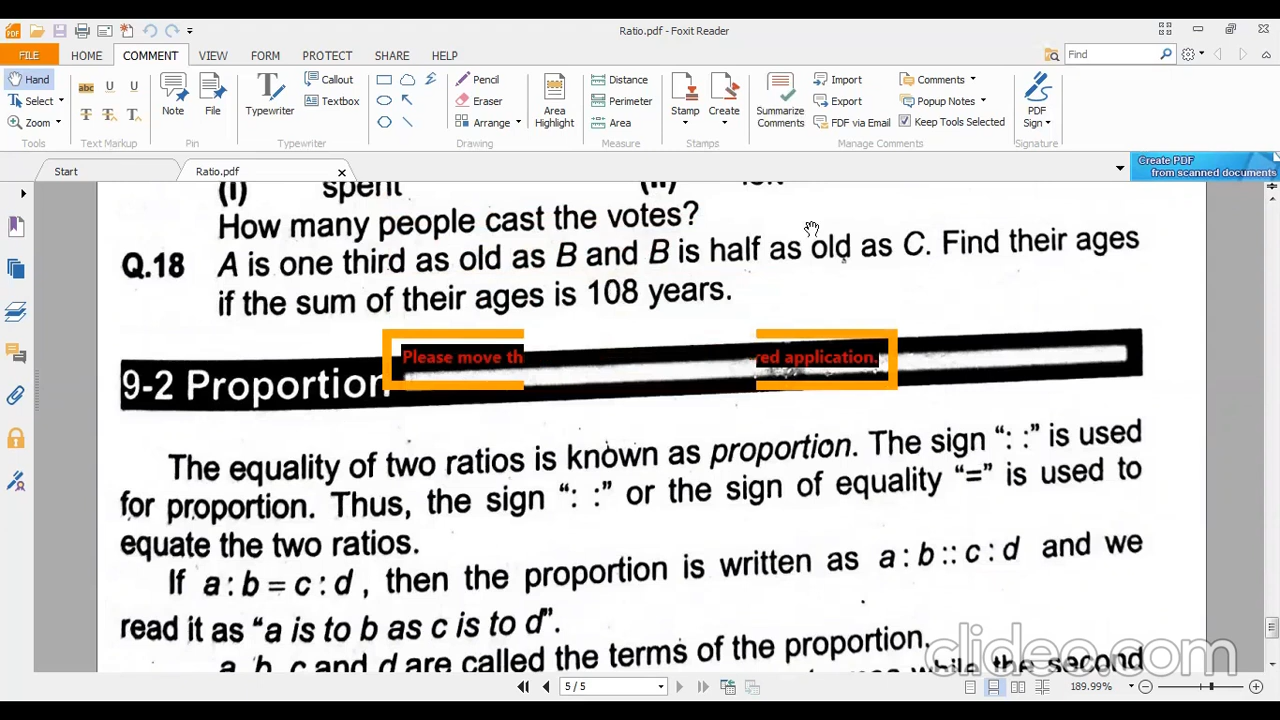 Ratio.pdf - Foxit Reader
FILE HOME COMMENT VIEW FORM PROTECT SHARE HELP
Find
Hand
Select
Zoom
Tools
Text Markup
Note
File
Pin
Typewriter
Callout
Textbox
Typewriter
Pencil
Eraser
Arrange
Area Highlight
Drawing
Distance
Perimeter
Area
Measure
Stamp
Create
Stamps
Summarize Comments
Import
Export
FDF via Email
Comments
Popup Notes
Keep Tools Selected
Manage Comments
PDF Sign
Signature
Start Ratio.pdf
Create PDF
from scanned documents
(i) spent (ii) left
How many people cast the votes?
Q.18 A is one third as old as B and B is half as old as C. Find their ages
if the sum of their ages is 108 years.
Please move th red application.
9-2 Proportion
The equality of two ratios is known as proportion. The sign “: :” is used
for proportion. Thus, the sign “: :” or the sign of equality “=” is used to
equate the two ratios.
If a : b = c : d , then the proportion is written as a : b :: c : d and we
read it as “a is to b as c is to d”.
a, b, c and d are called the terms of the proportion.
while the second
clideo.com
5 / 5
189.99%